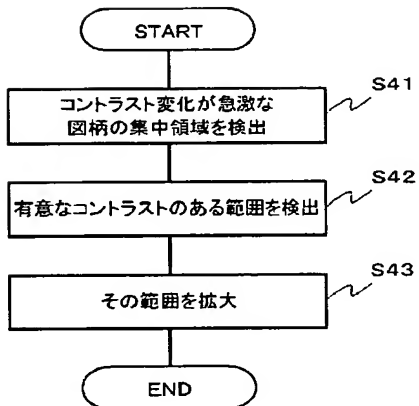 START
コントラスト変化が急激な
図柄の集中領域を検出
S41
有意なコントラストのある範囲を検出
S42
その範囲を拡大
S43
END